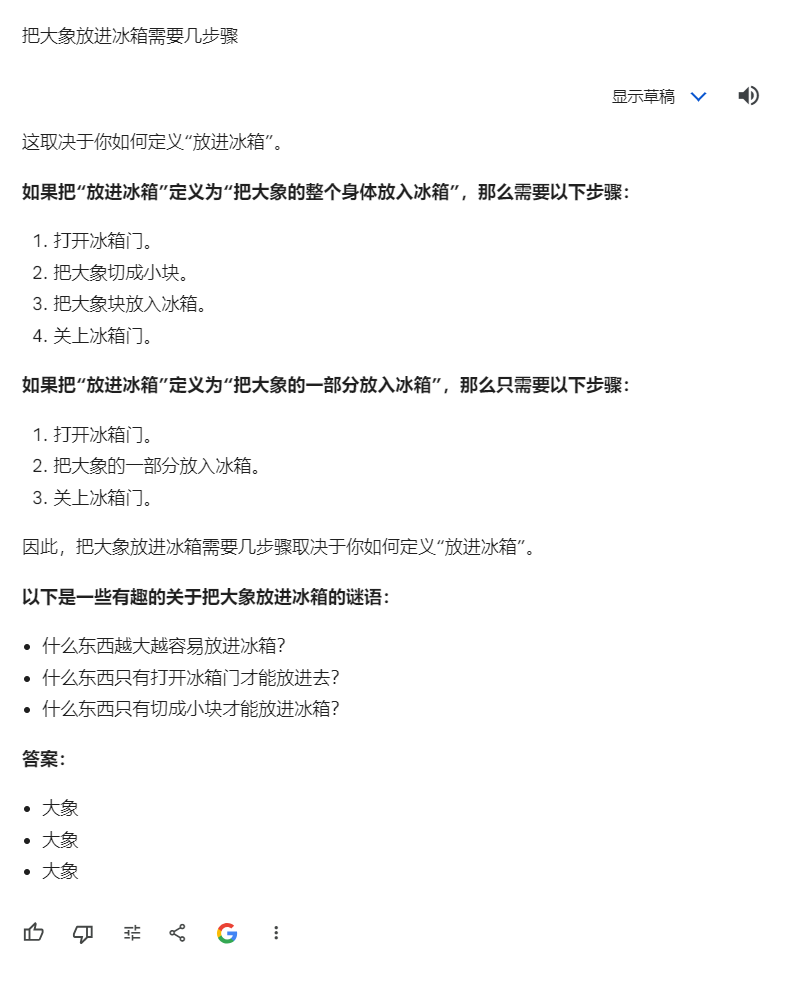 把大象放进冰箱需要几步骤
显示草稿
这取决于你如何定义“放进冰箱”。
如果把“放进冰箱”定义为“把大象的整个身体放入冰箱”，那么需要以下步骤：
1. 打开冰箱门。
2. 把大象切成小块。
3. 把大象块放入冰箱。
4. 关上冰箱门。
如果把“放进冰箱”定义为“把大象的一部分放入冰箱”，那么只需要以下步骤：
1. 打开冰箱门。
2. 把大象的一部分放入冰箱。
3. 关上冰箱门。
因此，把大象放进冰箱需要几步骤取决于你如何定义“放进冰箱”。
以下是一些有趣的关于把大象放进冰箱的谜语：
• 什么东西越大越容易放进冰箱？
• 什么东西只有打开冰箱门才能放进去？
• 什么东西只有切成小块才能放进冰箱？
答案：
• 大象
• 大象
• 大象